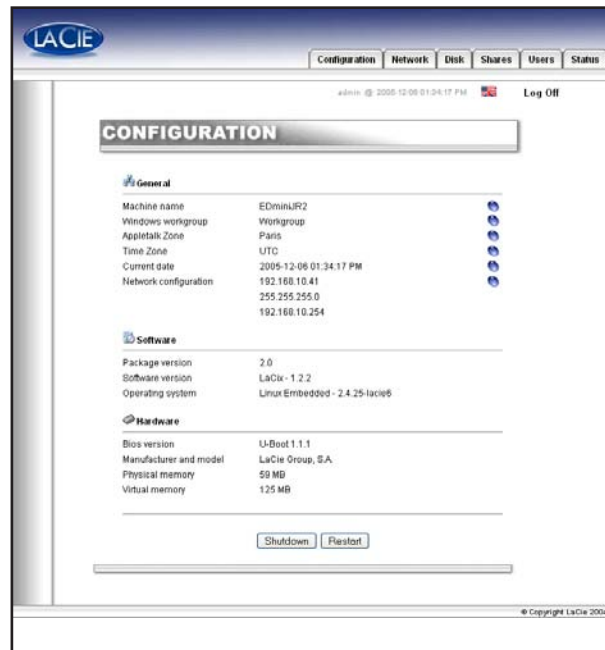 LACIE
Configuration Network Disk Shares Users Status
admin @ 2005-12-06 01:34:17 PM Log Off
CONFIGURATION
General
Machine name EDminiJR2
Windows workgroup Workgroup
Appletalk Zone Paris
Time Zone UTC
Current date 2005-12-06 01:34:17 PM
Network configuration 192.168.10.41
255.255.255.0
192.168.10.254
Software
Package version 2.0
Software version LaCix - 1.2.2
Operating system Linux Embedded - 2.4.25-lacie6
Hardware
Bios version U-Boot 1.1.1
Manufacturer and model LaCie Group, S.A.
Physical memory 59 MB
Virtual memory 125 MB
Shutdown Restart
© Copyright LaCie 2004